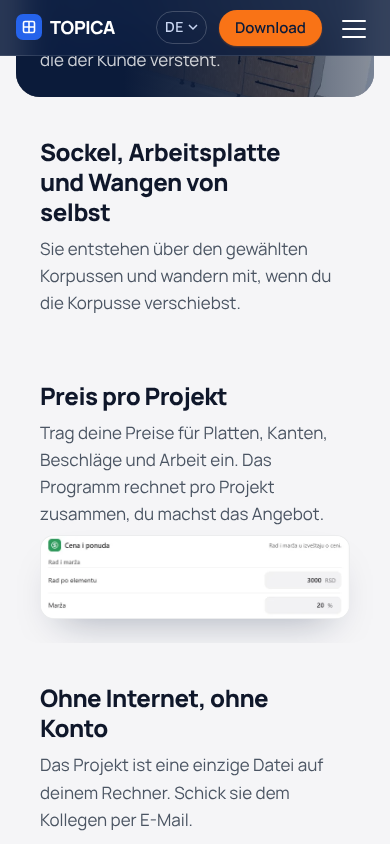 TOPICA
DE
Download
die der Kunde versteht.
Sockel, Arbeitsplatte
und Wangen von
selbst
Sie entstehen über den gewählten
Korpussen und wandern mit, wenn du
die Korpusse verschiebst.
Preis pro Projekt
Trag deine Preise für Platten, Kanten,
Beschläge und Arbeit ein. Das
Programm rechnet pro Projekt
zusammen, du machst das Angebot.
Cena i ponuda
Rad i marža u izveštaju o ceni.
Rad i marža
Rad po elementu
3000 RSD
Marža
20 %
Ohne Internet, ohne
Konto
Das Projekt ist eine einzige Datei auf
deinem Rechner. Schick sie dem
Kollegen per E-Mail.